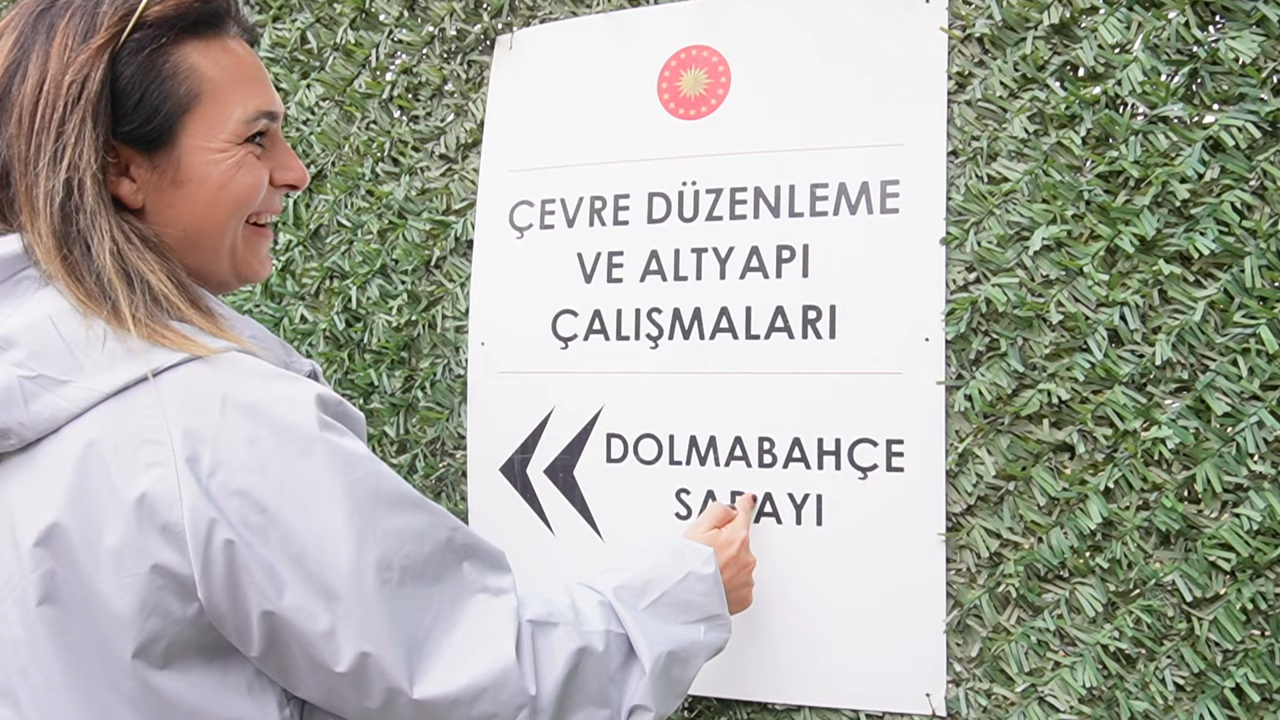 ÇEVRE DÜZENLEME
VE ALTYAPI
ÇALIŞMALARI
DOLMABAHÇE
SARAYI